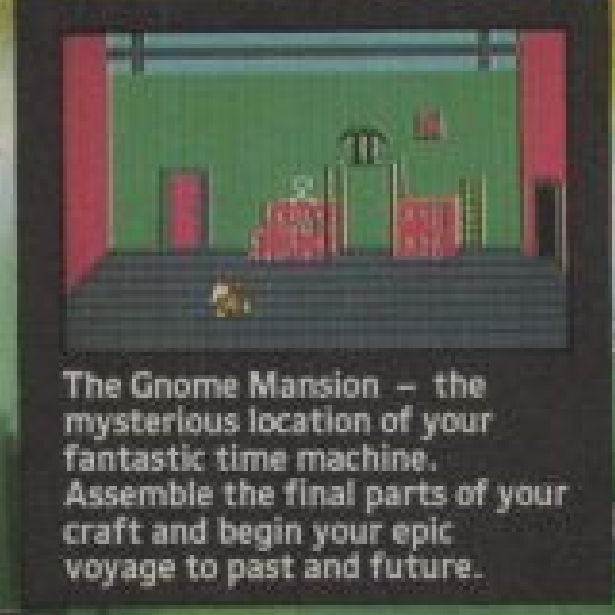 The Gnome Mansion – the
mysterious location of your
fantastic time machine.
Assemble the final parts of your
craft and begin your epic
voyage to past and future.